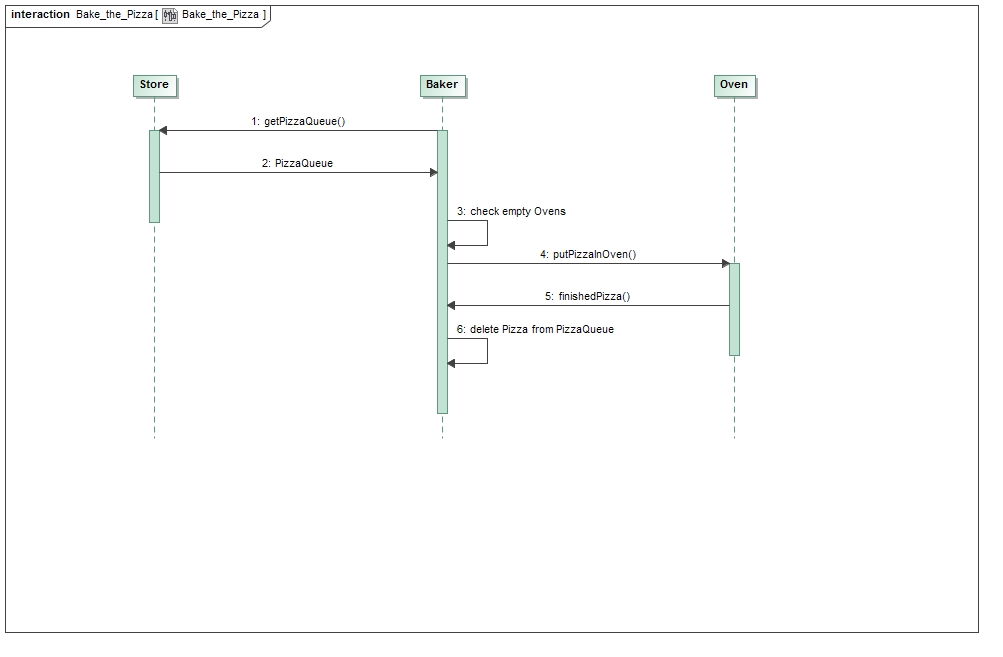 interaction Bake_the_Pizza [ Bake_the_Pizza ]
Store
Baker
Oven
1: getPizzaQueue()
2: PizzaQueue
3: check empty Ovens
4: putPizzaInOven()
5: finishedPizza()
6: delete Pizza from PizzaQueue